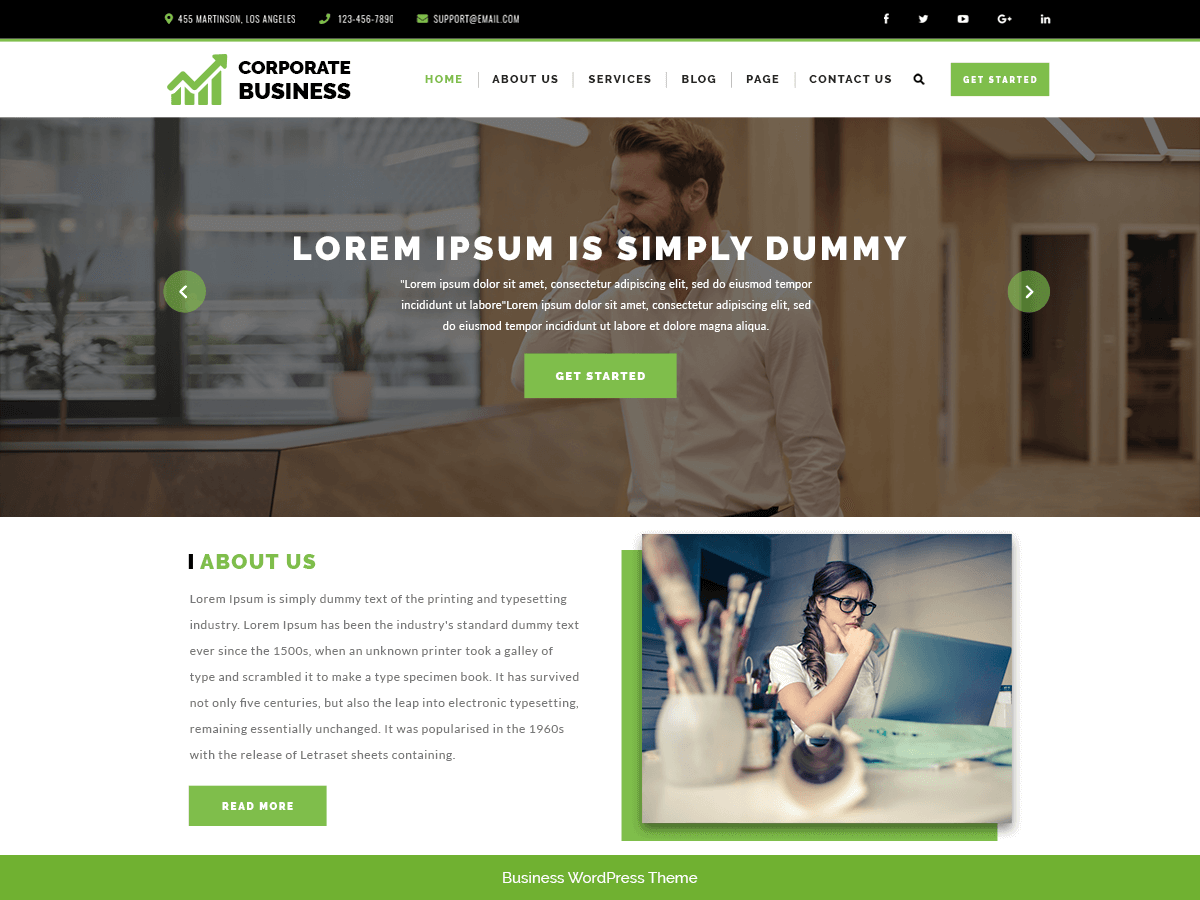 455 MARTINSON, LOS ANGELES 123-456-7890 SUPPORT@EMAIL.COM
CORPORATE
BUSINESS
HOME ABOUT US SERVICES BLOG PAGE CONTACT US GET STARTED
LOREM IPSUM IS SIMPLY DUMMY
"Lorem ipsum dolor sit amet, consectetur adipiscing elit, sed do eiusmod tempor
incididunt ut labore"Lorem ipsum dolor sit amet, consectetur adipiscing elit, sed
do eiusmod tempor incididunt ut labore et dolore magna aliqua.
GET STARTED
ABOUT US
Lorem Ipsum is simply dummy text of the printing and typesetting
industry. Lorem Ipsum has been the industry's standard dummy text
ever since the 1500s, when an unknown printer took a galley of
type and scrambled it to make a type specimen book. It has survived
not only five centuries, but also the leap into electronic typesetting,
remaining essentially unchanged. It was popularised in the 1960s
with the release of Letraset sheets containing.
READ MORE
Business WordPress Theme